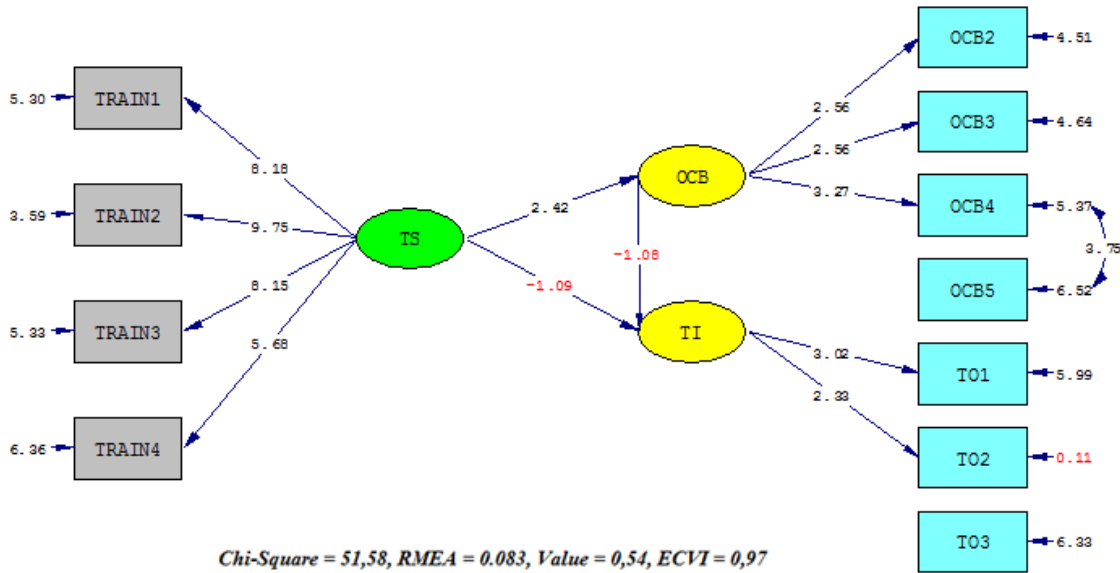 OCB2
4.51
5.30
TRAIN1
2.56
OCB3
4.64
8.18
2.56
OCB
OCB4
5.37
3.27
3.59
TRAIN2
9.75
TS
2.42
3.75
-1.08
-1.09
OCB5
6.52
8.15
5.33
TRAIN3
TI
5.68
3.02
TO1
5.99
2.33
6.36
TRAIN4
TO2
0.11
TO3
6.33
Chi-Square = 51,58, RMEA = 0.083, Value = 0,54, ECVI = 0,97